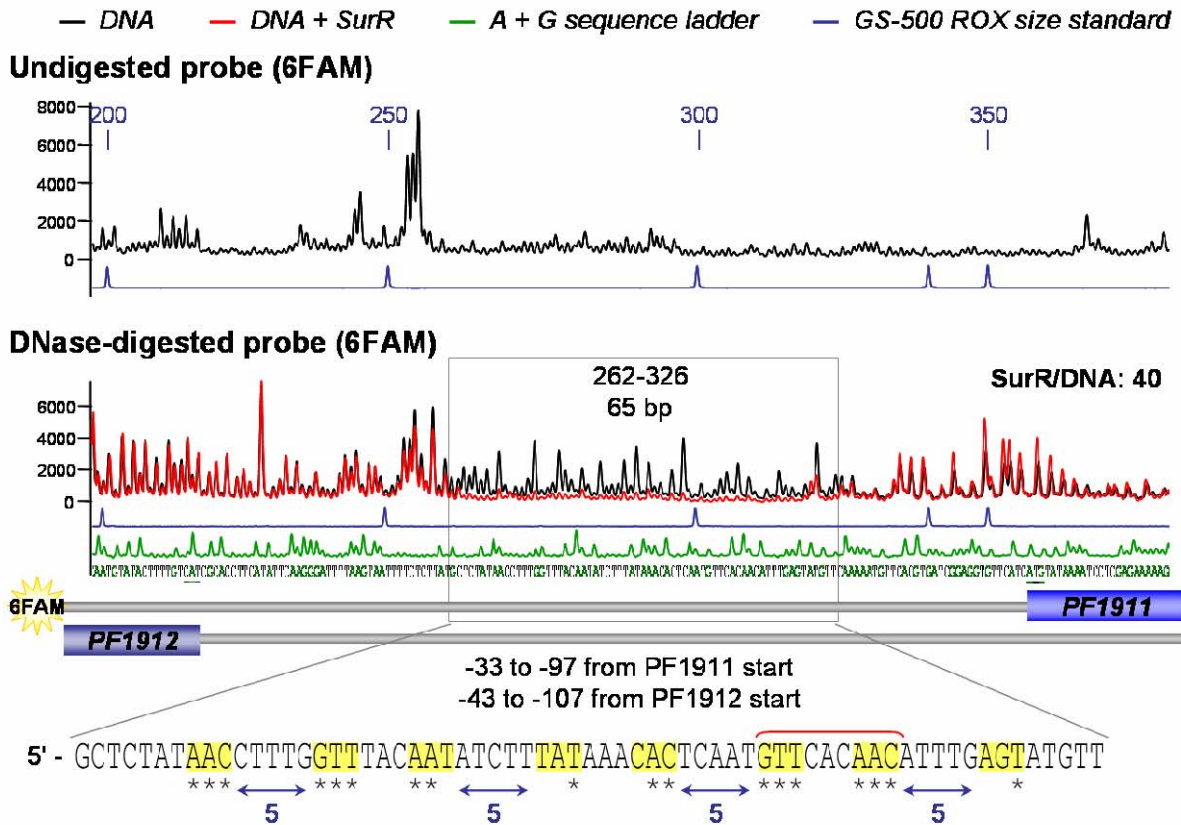 — DNA — DNA + SurR — A + G sequence ladder — GS-500 ROX size standard
Undigested probe (6FAM)
200 250 300 350
8000
6000
4000
2000
0
DNase-digested probe (6FAM)
262-326
65 bp
SurR/DNA: 40
6000
4000
2000
0
6FAM
PF1911
PF1912
-33 to -97 from PF1911 start
-43 to -107 from PF1912 start
5' - GCTCTATAACCTTTGGTTTACAATATCTTTATAAACACTCAATGTTCACAACATTTGAGTATGTT
*** *** ** * ** *** *** *
5 5 5 5